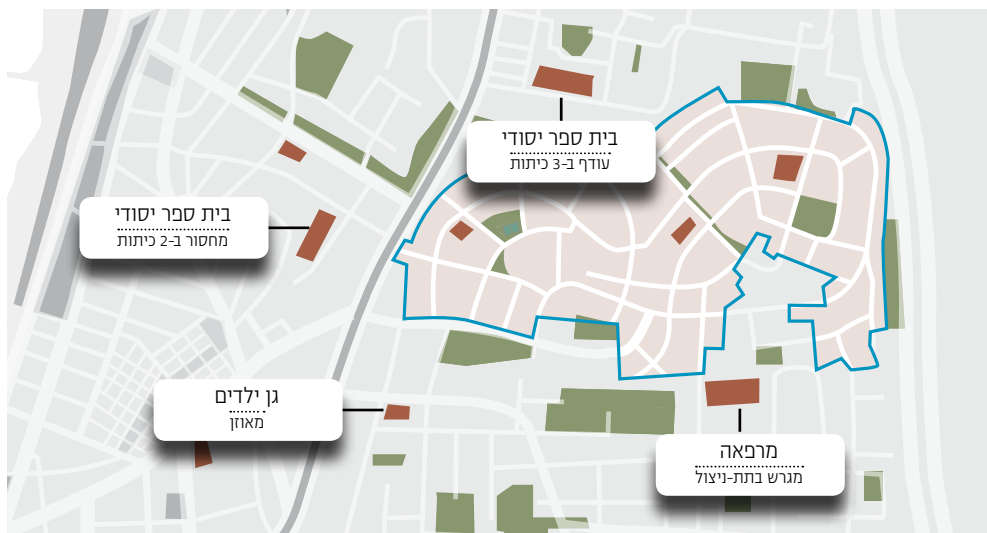 בית ספר יסודי
עודף ב-3 כיתות
בית ספר יסודי
מחסור ב-2 כיתות
גן ילדים
מאוזן
מרפאה
מגרש בתת-ניצול